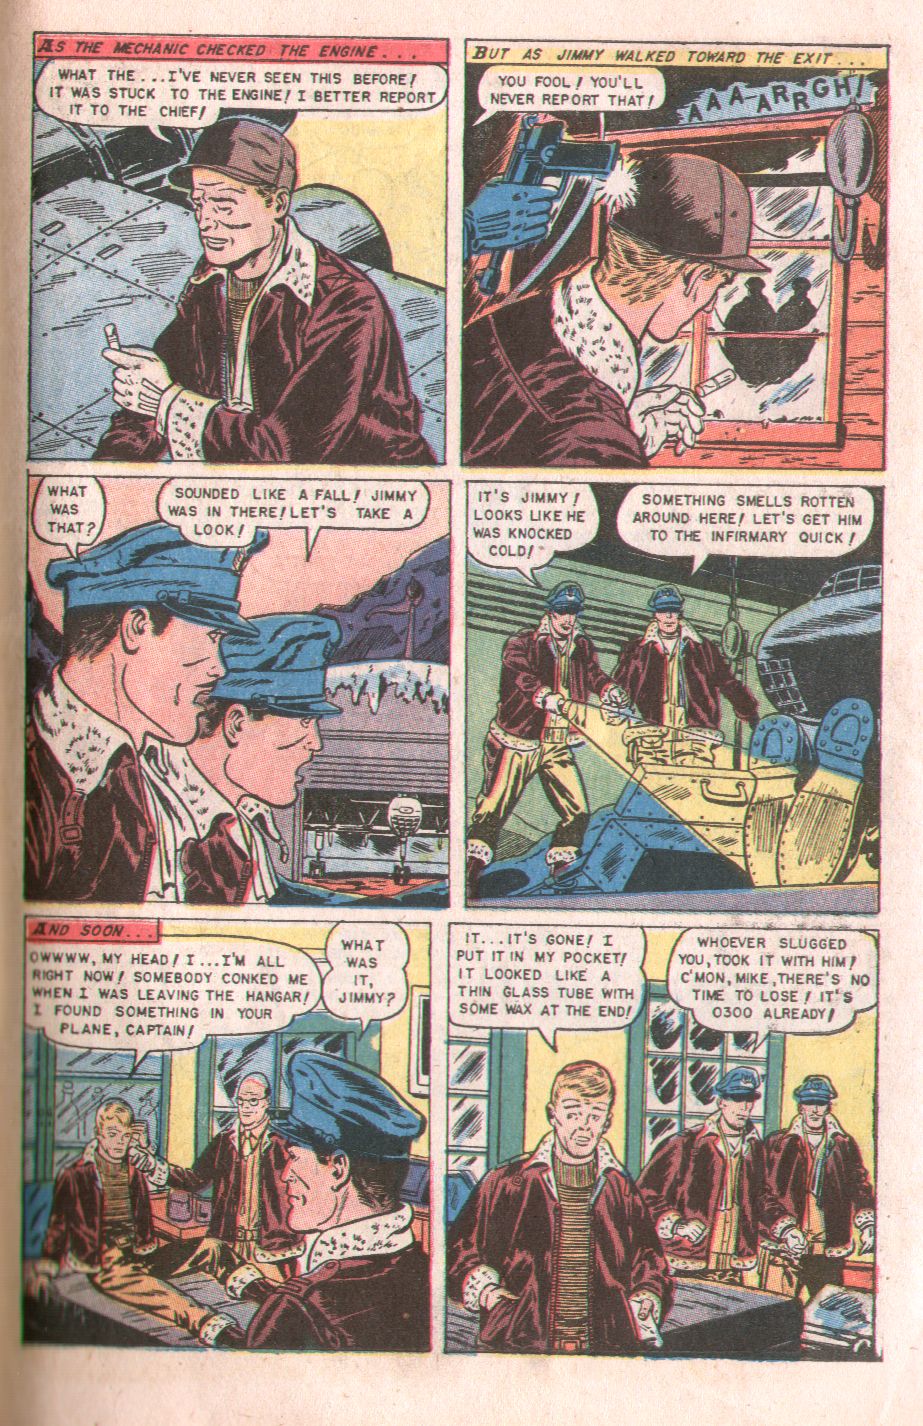 AS THE MECHANIC CHECKED THE ENGINE...
WHAT THE...I'VE NEVER SEEN THIS BEFORE!
IT WAS STUCK TO THE ENGINE! I BETTER REPORT
IT TO THE CHIEF!
BUT AS JIMMY WALKED TOWARD THE EXIT...
YOU FOOL! YOU'LL
NEVER REPORT THAT!
AAAARRGH!
WHAT
WAS
THAT?
SOUNDED LIKE A FALL! JIMMY
WAS IN THERE! LET'S TAKE A
LOOK!
IT'S JIMMY!
LOOKS LIKE HE
WAS KNOCKED
COLD!
SOMETHING SMELLS ROTTEN
AROUND HERE! LET'S GET HIM
TO THE INFIRMARY QUICK!
AND SOON...
OWWWW, MY HEAD! I...I'M ALL
RIGHT NOW! SOMEBODY CONKED ME
WHEN I WAS LEAVING THE HANGAR!
I FOUND SOMETHING IN YOUR
PLANE, CAPTAIN!
WHAT
WAS
IT,
JIMMY?
IT...IT'S GONE! I
PUT IT IN MY POCKET!
IT LOOKED LIKE A
THIN GLASS TUBE WITH
SOME WAX AT THE END!
WHOEVER SLUGGED
YOU, TOOK IT WITH HIM!
C'MON, MIKE, THERE'S NO
TIME TO LOSE! IT'S
0300 ALREADY!